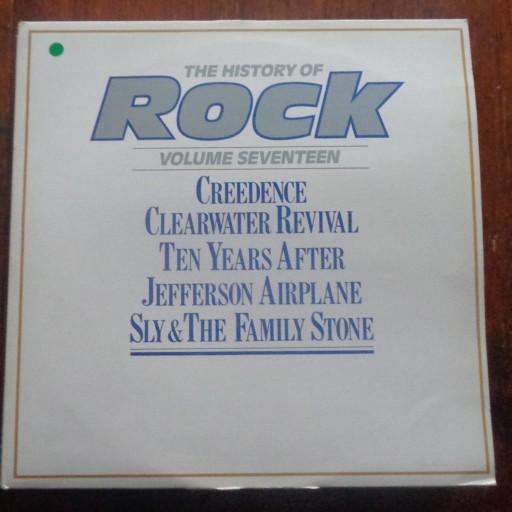 THE HISTORY OF
Rock
VOLUME SEVENTEEN
CREEDENCE
CLEARWATER REVIVAL
TEN YEARS AFTER
JEFFERSON AIRPLANE
SLY & THE FAMILY STONE